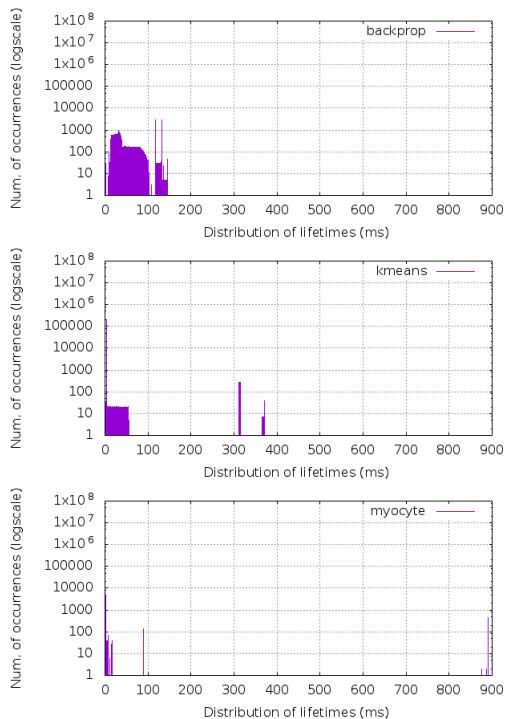 Num. of occurrences (logscale)
1x10^8
1x10^7
1x10^6
100000
10000
1000
100
10
1
backprop
0 100 200 300 400 500 600 700 800 900
Distribution of lifetimes (ms)
Num. of occurrences (logscale)
1x10^8
1x10^7
1x10^6
100000
10000
1000
100
10
1
kmeans
0 100 200 300 400 500 600 700 800 900
Distribution of lifetimes (ms)
Num. of occurrences (logscale)
1x10^8
1x10^7
1x10^6
100000
10000
1000
100
10
1
myocyte
0 100 200 300 400 500 600 700 800 900
Distribution of lifetimes (ms)